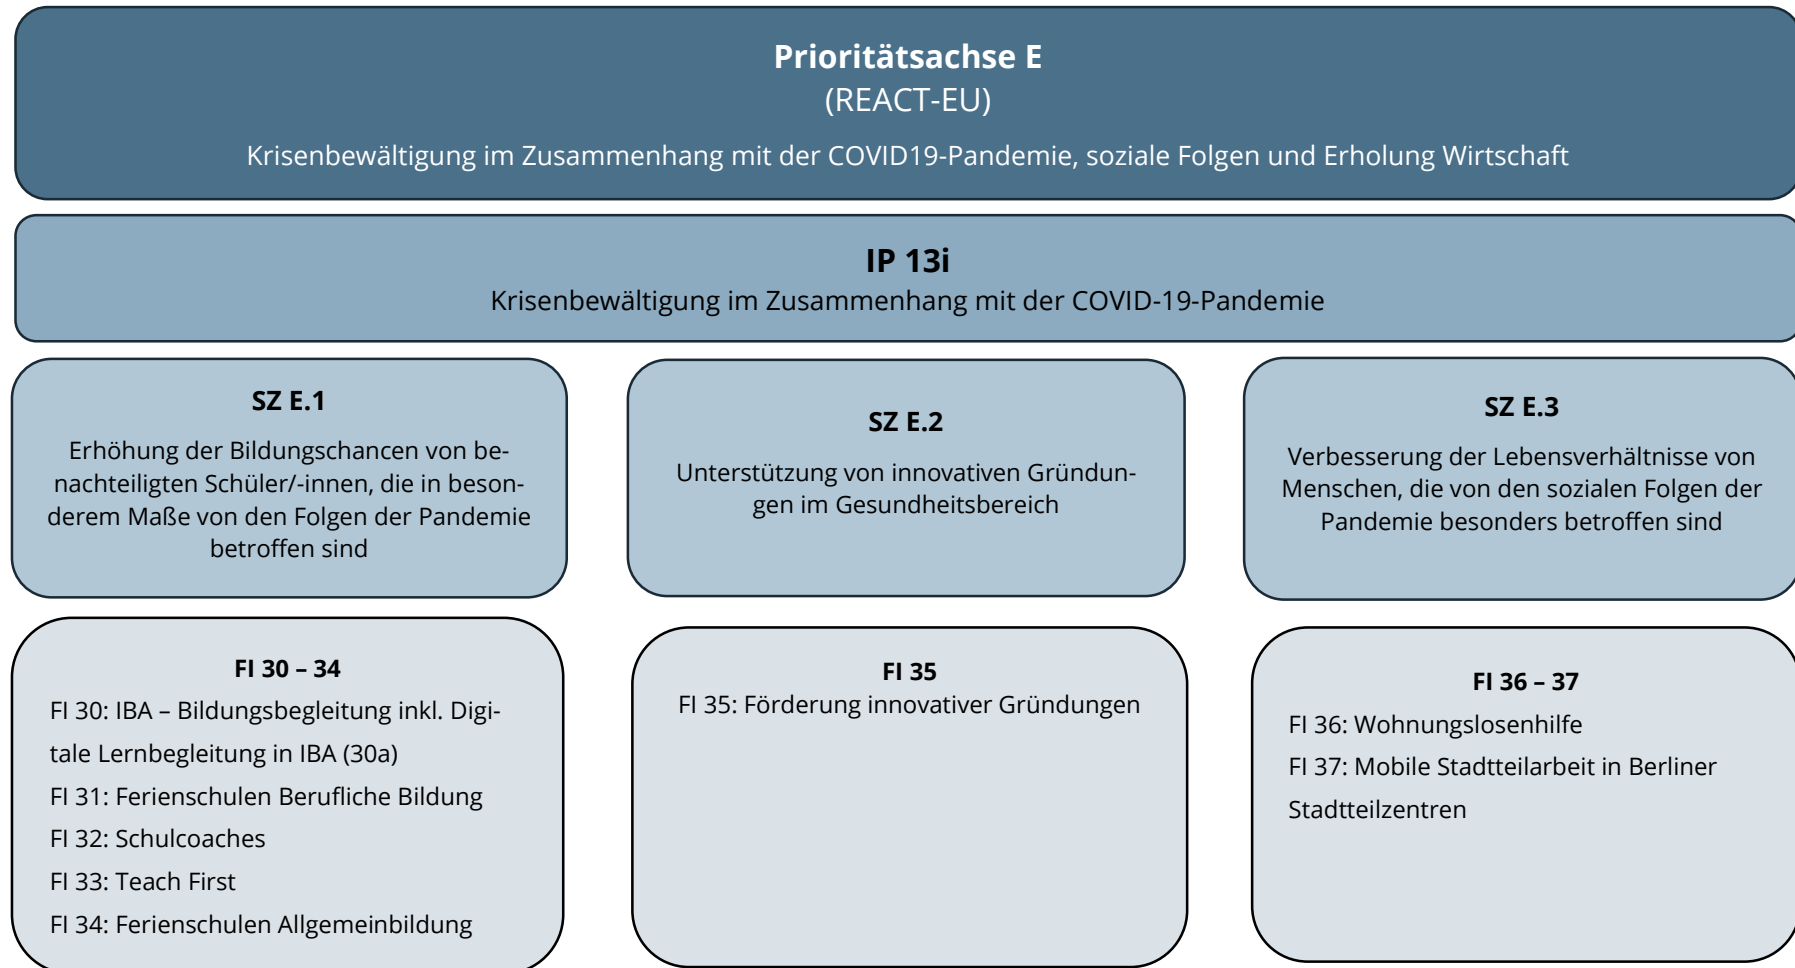 Prioritätsachse E
(REACT-EU)
Krisenbewältigung im Zusammenhang mit der COVID19-Pandemie, soziale Folgen und Erholung Wirtschaft
IP 13i
Krisenbewältigung im Zusammenhang mit der COVID-19-Pandemie
SZ E.1
Erhöhung der Bildungschancen von be-
nachteiligten Schüler/-innen, die in beson-
derem Maße von den Folgen der Pandemie
betroffen sind
SZ E.2
Unterstützung von innovativen Gründun-
gen im Gesundheitsbereich
SZ E.3
Verbesserung der Lebensverhältnisse von
Menschen, die von den sozialen Folgen der
Pandemie besonders betroffen sind
FI 30 – 34
FI 30: IBA – Bildungsbegleitung inkl. Digi-
tale Lernbegleitung in IBA (30a)
FI 31: Ferienschulen Berufliche Bildung
FI 32: Schulcoaches
FI 33: Teach First
FI 34: Ferienschulen Allgemeinbildung
FI 35
FI 35: Förderung innovativer Gründungen
FI 36 – 37
FI 36: Wohnungslosenhilfe
FI 37: Mobile Stadtteilarbeit in Berliner
Stadtteilzentren